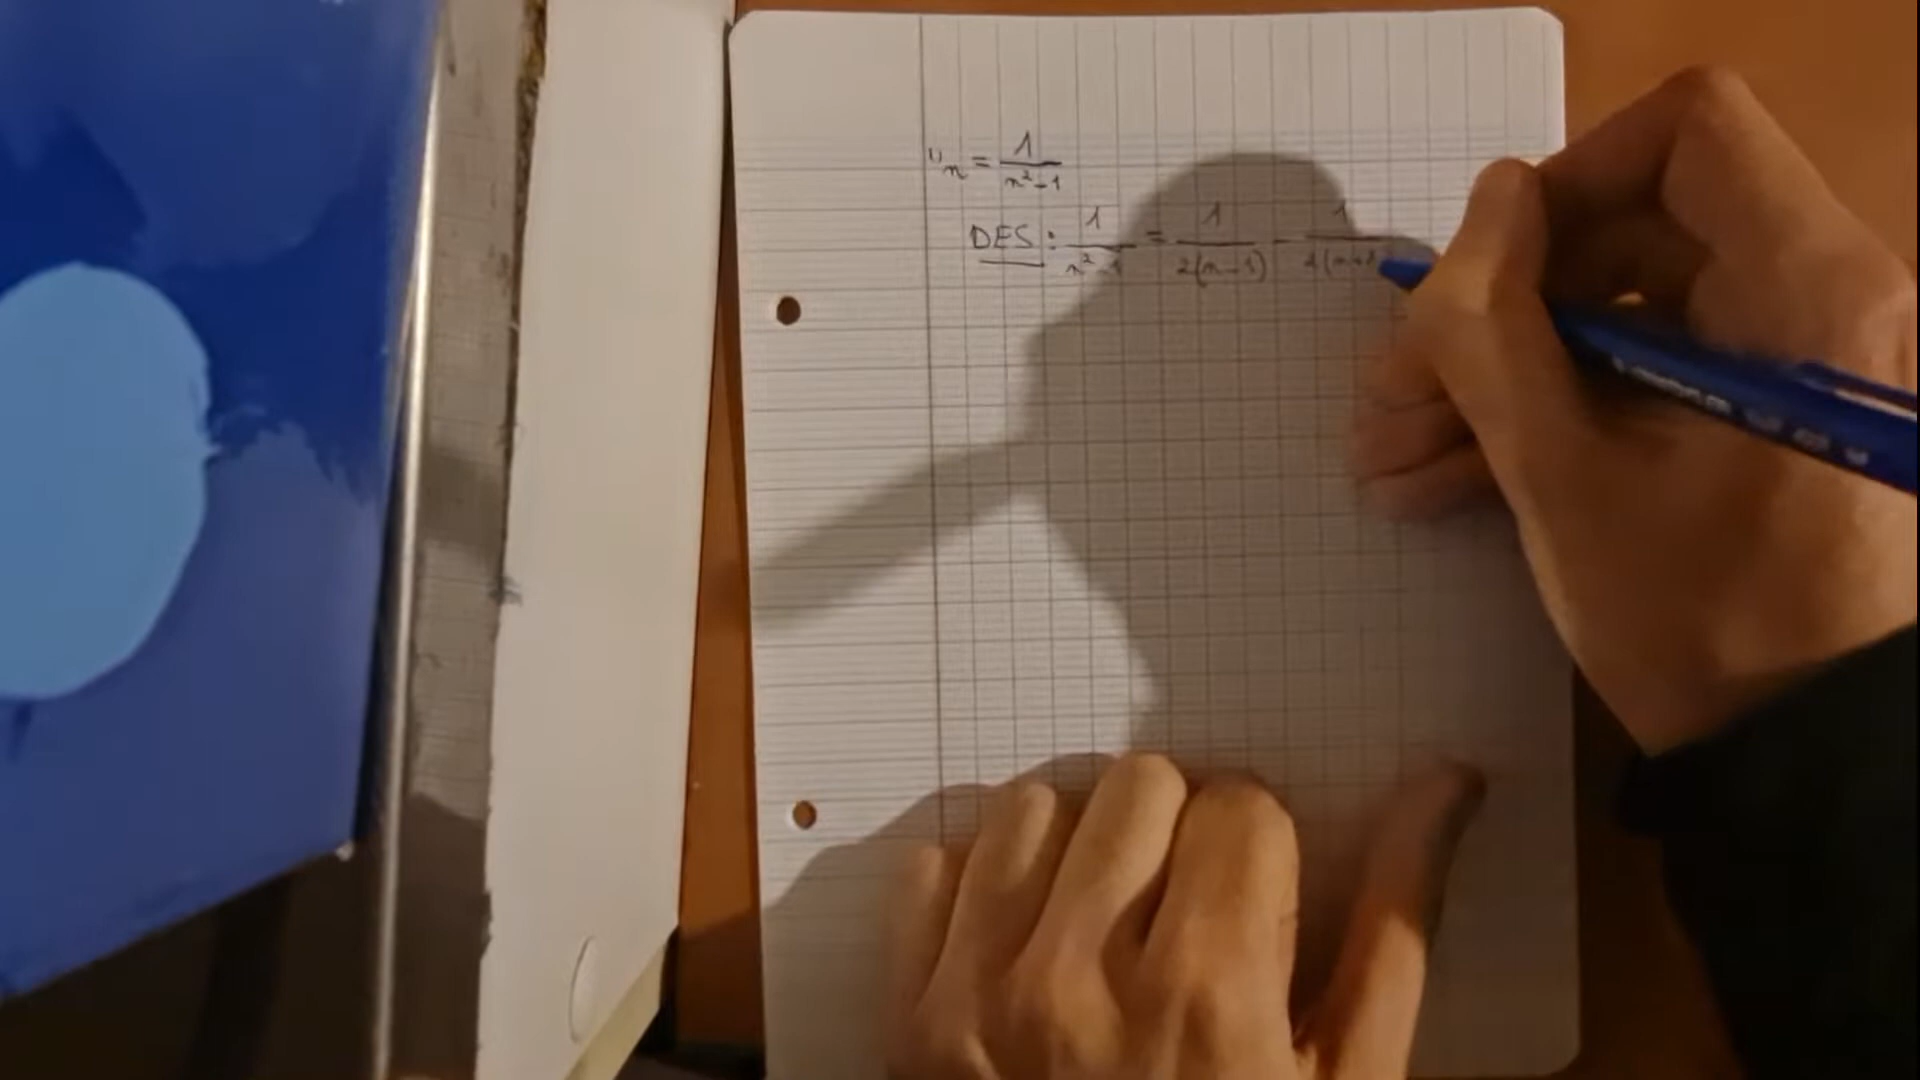 u_n = 1/(n²-1)
DES : 1/(n²-1) = 1/(2(n-1)) - 1/(2(n+1